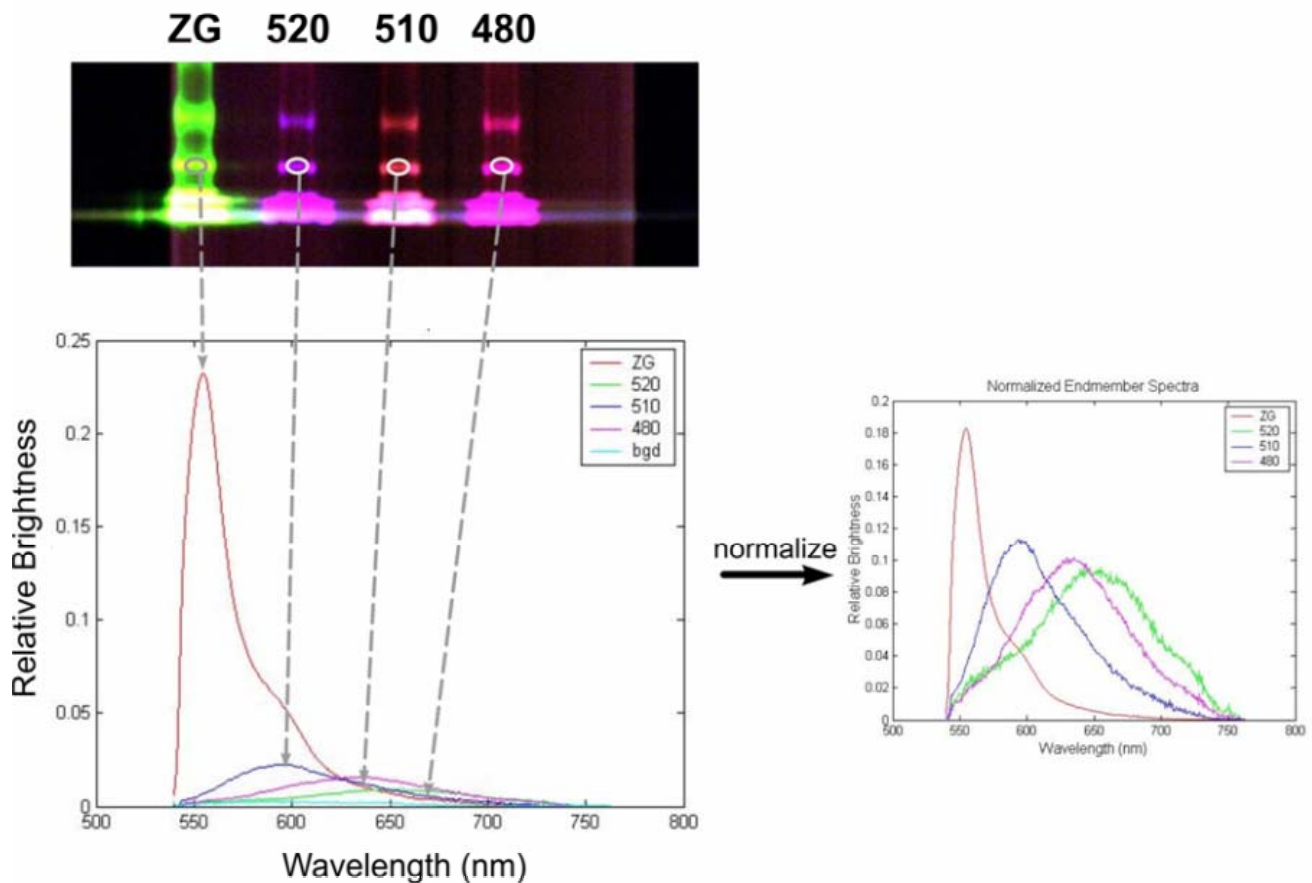 ZG 520 510 480
0.25
0.2
0.15
0.1
0.05
0
500 550 600 650 700 750 800
Relative Brightness
Wavelength (nm)
ZG
520
510
480
bgd
normalize
Normalized Endmember Spectra
0.2
0.18
0.16
0.14
0.12
0.1
0.08
0.06
0.04
0.02
0
500 550 600 650 700 750 800
Relative Brightness
Wavelength (nm)
ZG
520
510
480